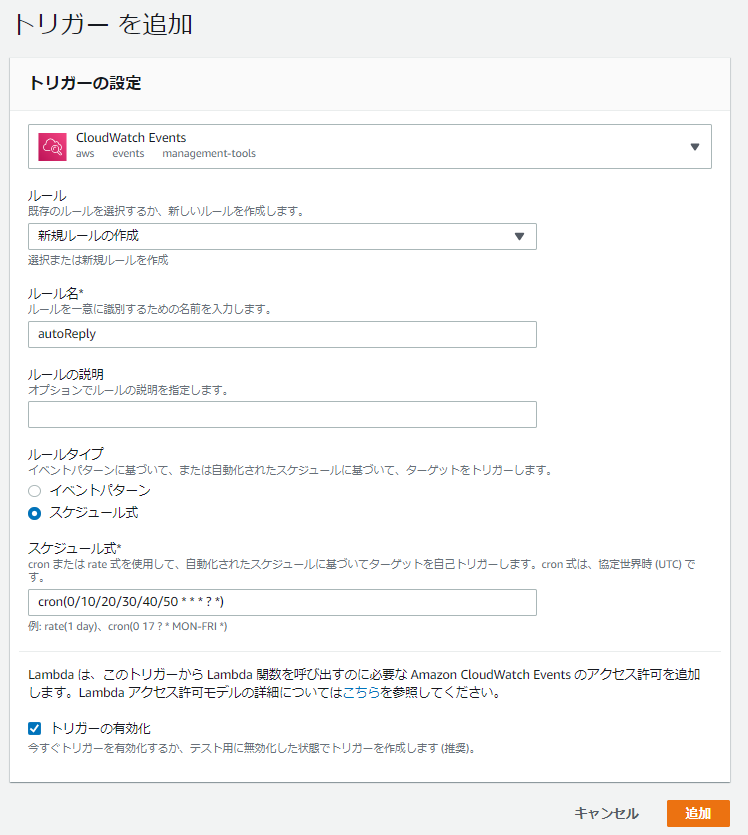 トリガー を追加
トリガーの設定
CloudWatch Events
aws events management-tools
ルール
既存のルールを選択するか、新しいルールを作成します。
新規ルールの作成
選択または新規ルールを作成
ルール名*
ルールを一意に識別するための名前を入力します。
autoReply
ルールの説明
オプションでルールの説明を指定します。
ルールタイプ
イベントパターンに基づいて、または自動化されたスケジュールに基づいて、ターゲットをトリガーします。
イベントパターン
スケジュール式
スケジュール式*
cron または rate 式を使用して、自動化されたスケジュールに基づいてターゲットを自己トリガーします。cron 式は、協定世界時 (UTC) で
す。
cron(0/10/20/30/40/50 * * * ? *)
例: rate(1 day)、cron(0 17 ? * MON-FRI *)
Lambda は、このトリガーから Lambda 関数を呼び出すのに必要な Amazon CloudWatch Events のアクセス許可を追加
します。Lambda アクセス許可モデルの詳細についてはこちらを参照してください。
トリガーの有効化
今すぐトリガーを有効化するか、テスト用に無効化した状態でトリガーを作成します (推奨)。
キャンセル 追加